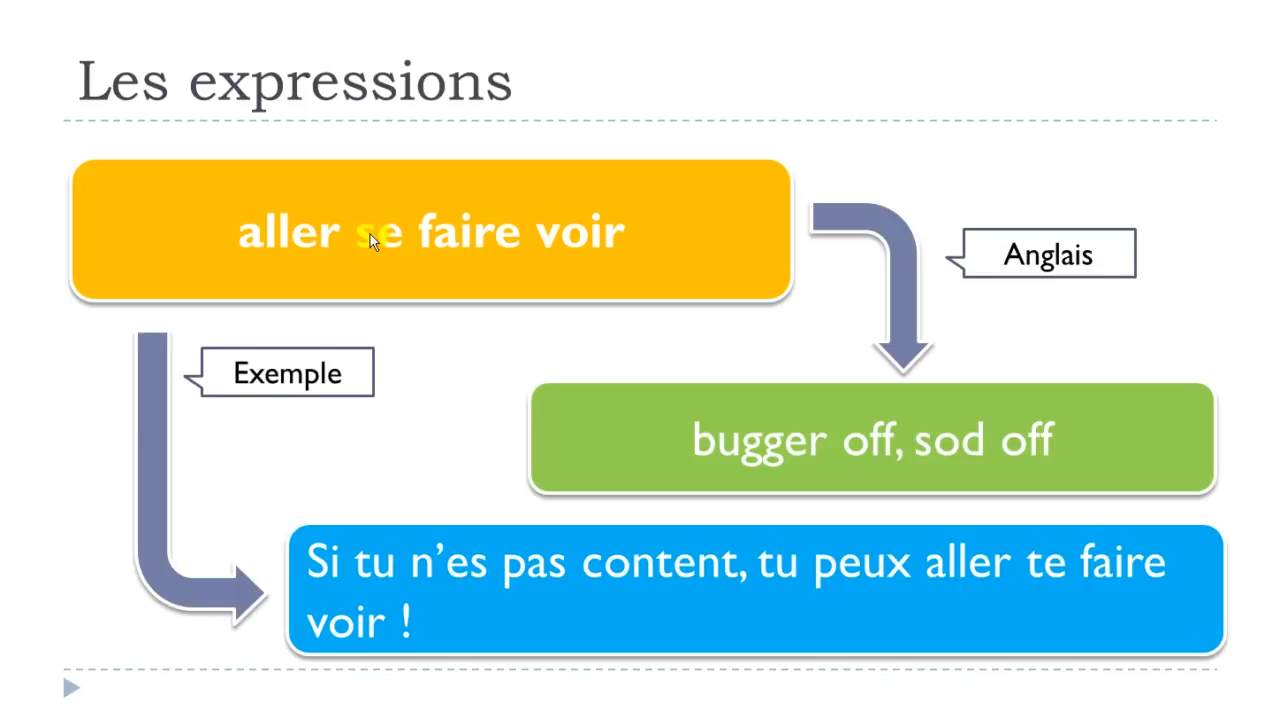 Les expressions
aller se faire voir
Anglais
Exemple
bugger off, sod off
Si tu n’es pas content, tu peux aller te faire
voir !